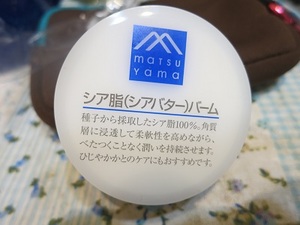 matsu
yama
シア脂(シアバター)バーム
種子から採取したシア脂100%。角質
層に浸透して柔軟性を高めながら、
べたつくことなく潤いを持続させます。
ひじやかかとのケアにもおすすめです。